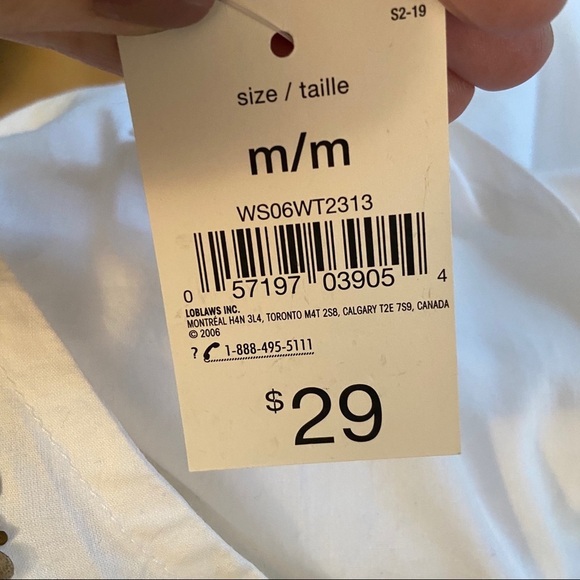 S2-19
size / taille
m/m
WS06WT2313
0 57197 03905 4
LOBLAWS INC.
MONTRÉAL H4N 3L4, TORONTO M4T 2S8, CALGARY T2E 7S9, CANADA
© 2006
? 1-888-495-5111
$29